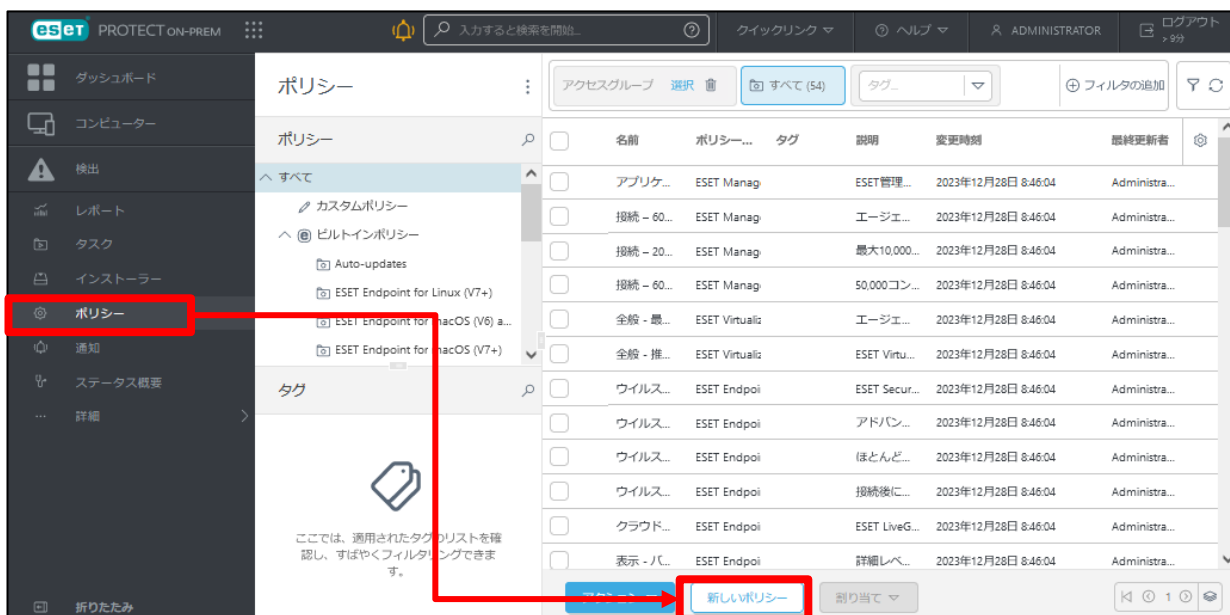 eset PROTECT ON-PREM
入力すると検索を開始...
クイックリンク
ヘルプ
ADMINISTRATOR
ログアウト
> 9分
ダッシュボード
コンピューター
検出
レポート
タスク
インストーラー
ポリシー
通知
ステータス概要
詳細
折りたたみ
ポリシー
ポリシー
すべて
カスタムポリシー
ビルトインポリシー
Auto-updates
ESET Endpoint for Linux (V7+)
ESET Endpoint for macOS (V6) a...
ESET Endpoint for macOS (V7+)
タグ
ここでは、適用されたタグのリストを確
認し、すばやくフィルタリングできま
す。
アクセスグループ 選択
すべて (54)
タグ...
フィルタの追加
名前 ポリシー... タグ 説明 変更時刻 最終更新者
アプリケ... ESET Manag ESET管理... 2023年12月28日 8:46:04 Administra...
接続 – 60... ESET Manag エージェ... 2023年12月28日 8:46:04 Administra...
接続 – 20... ESET Manag 最大10,000... 2023年12月28日 8:46:04 Administra...
接続 – 60... ESET Manag 50,000コン... 2023年12月28日 8:46:04 Administra...
全般 - 最... ESET Virtualiz エージェ... 2023年12月28日 8:46:04 Administra...
全般 - 推... ESET Virtualiz ESET Virtu... 2023年12月28日 8:46:04 Administra...
ウイルス... ESET Endpoi ESET Secur... 2023年12月28日 8:46:04 Administra...
ウイルス... ESET Endpoi アドバン... 2023年12月28日 8:46:04 Administra...
ウイルス... ESET Endpoi ほとんど... 2023年12月28日 8:46:04 Administra...
ウイルス... ESET Endpoi 接続後に... 2023年12月28日 8:46:04 Administra...
クラウド... ESET Endpoi ESET LiveG... 2023年12月28日 8:46:04 Administra...
表示 - バ... ESET Endpoi 詳細レベ... 2023年12月28日 8:46:04 Administra...
アクション
新しいポリシー
割り当て
1